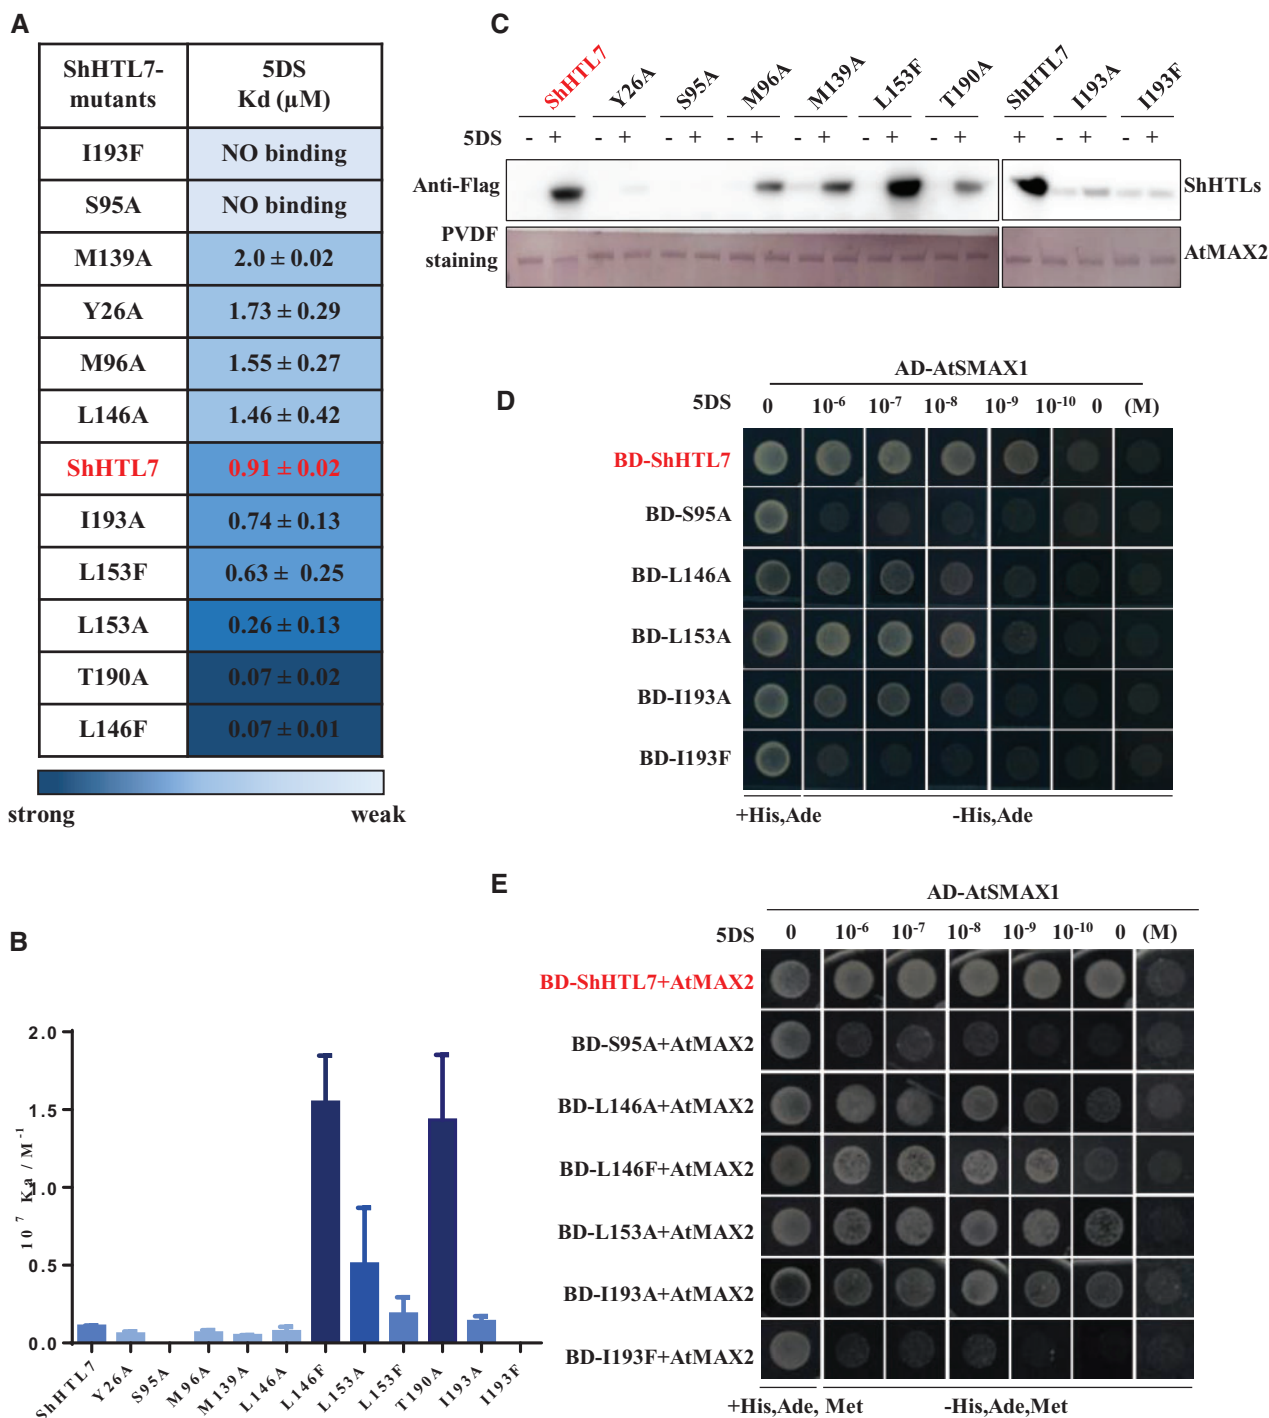 A
ShHTL7-mutants 5DS Kd (µM)
I193F NO binding
S95A NO binding
M139A 2.0 ± 0.02
Y26A 1.73 ± 0.29
M96A 1.55 ± 0.27
L146A 1.46 ± 0.42
ShHTL7 0.91 ± 0.02
I193A 0.74 ± 0.13
L153F 0.63 ± 0.25
L153A 0.26 ± 0.13
T190A 0.07 ± 0.02
L146F 0.07 ± 0.01
strong weak
B
10⁷ Ka / M⁻¹
2.0
1.5
1.0
0.5
0.0
ShHTL7 Y26A S95A M96A M139A L146A L146F L153A L153F T190A I193A I193F
C
ShHTL7 Y26A S95A M96A M139A L153F T190A ShHTL7 I193A I193F
5DS - + - + - + - + - + - + - + + - + - +
Anti-Flag ShHTLs
PVDF staining AtMAX2
D
AD-AtSMAX1
5DS 0 10⁻⁶ 10⁻⁷ 10⁻⁸ 10⁻⁹ 10⁻¹⁰ 0 (M)
BD-ShHTL7
BD-S95A
BD-L146A
BD-L153A
BD-I193A
BD-I193F
+His,Ade -His,Ade
E
AD-AtSMAX1
5DS 0 10⁻⁶ 10⁻⁷ 10⁻⁸ 10⁻⁹ 10⁻¹⁰ 0 (M)
BD-ShHTL7+AtMAX2
BD-S95A+AtMAX2
BD-L146A+AtMAX2
BD-L146F+AtMAX2
BD-L153A+AtMAX2
BD-I193A+AtMAX2
BD-I193F+AtMAX2
+His,Ade, Met -His,Ade,Met